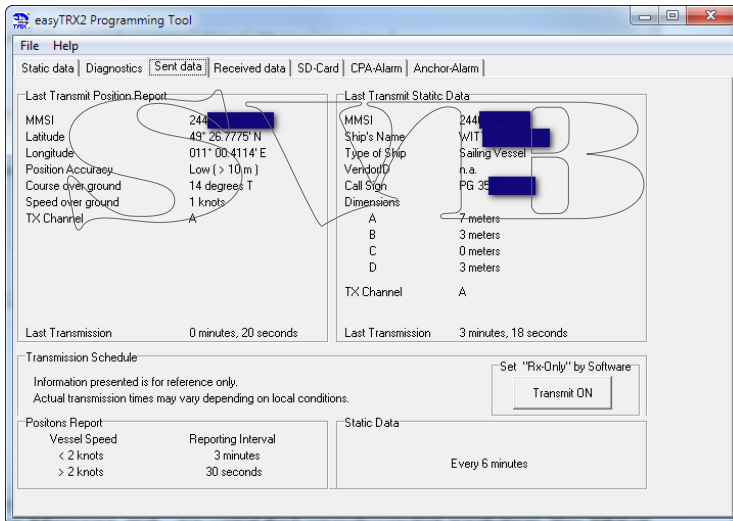 easyTRX2 Programming Tool
File Help
Static data Diagnostics Sent data Received data SD-Card CPA-Alarm Anchor-Alarm
Last Transmit Position Report
MMSI 244
Latitude 49° 26.7775' N
Longitude 011° 00.4114' E
Position Accuracy Low ( > 10 m )
Course over ground 14 degrees T
Speed over ground 1 knots
TX Channel A
Last Transmission 0 minutes, 20 seconds
Last Transmit Statitc Data
MMSI 244
Ship's Name WIT
Type of Ship Sailing Vessel
VendorID n.a.
Call Sign PG 35
Dimensions
A 7 meters
B 3 meters
C 0 meters
D 3 meters
TX Channel A
Last Transmission 3 minutes, 18 seconds
SVB
Transmission Schedule
Information presented is for reference only.
Actual transmission times may vary depending on local conditions.
Set "Rx-Only" by Software
Transmit ON
Positons Report
Vessel Speed Reporting Interval
< 2 knots 3 minutes
> 2 knots 30 seconds
Static Data
Every 6 minutes